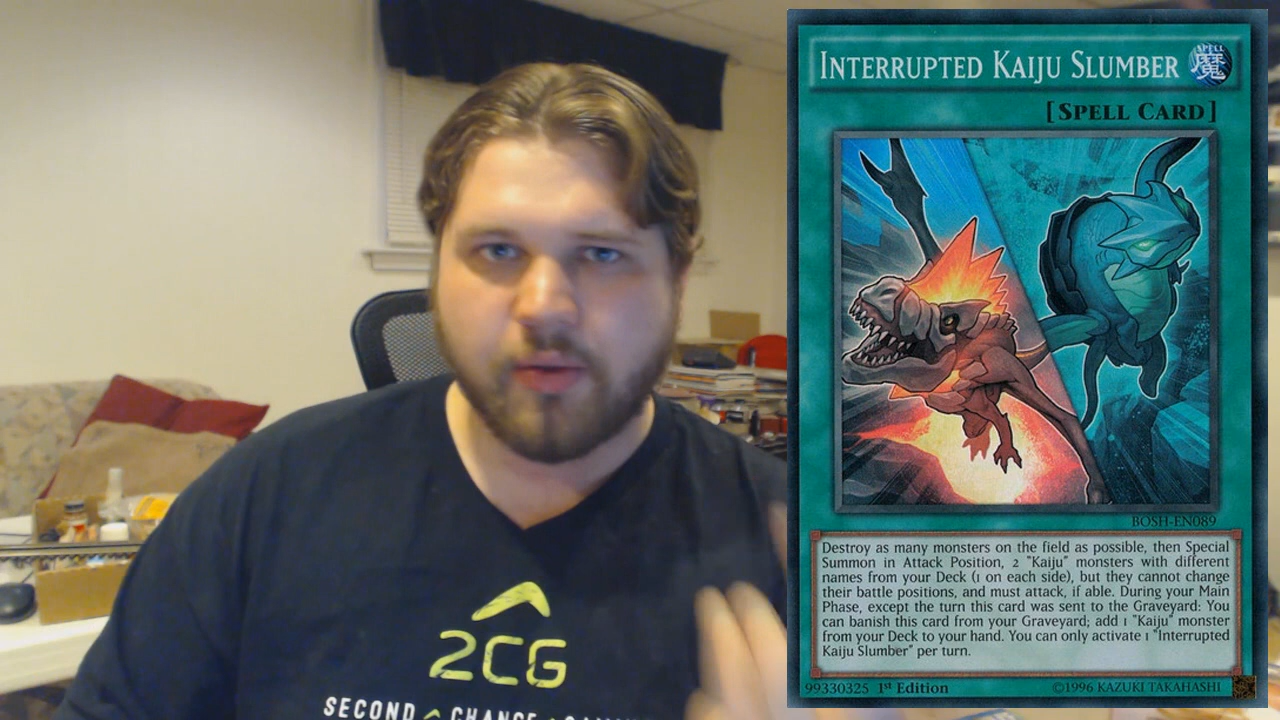 INTERRUPTED KAIJU SLUMBER
SPELL
魔
[SPELL CARD]
BOSH-EN089
Destroy as many monsters on the field as possible, then Special
Summon in Attack Position, 2 "Kaiju" monsters with different
names from your Deck (1 on each side), but they cannot change
their battle positions, and must attack, if able. During your Main
Phase, except the turn this card was sent to the Graveyard: You
can banish this card from your Graveyard; add 1 "Kaiju" monster
from your Deck to your hand. You can only activate 1 "Interrupted
Kaiju Slumber" per turn.
99330325 1st Edition ©1996 KAZUKI TAKAHASHI
2CG
SECOND CHANCE